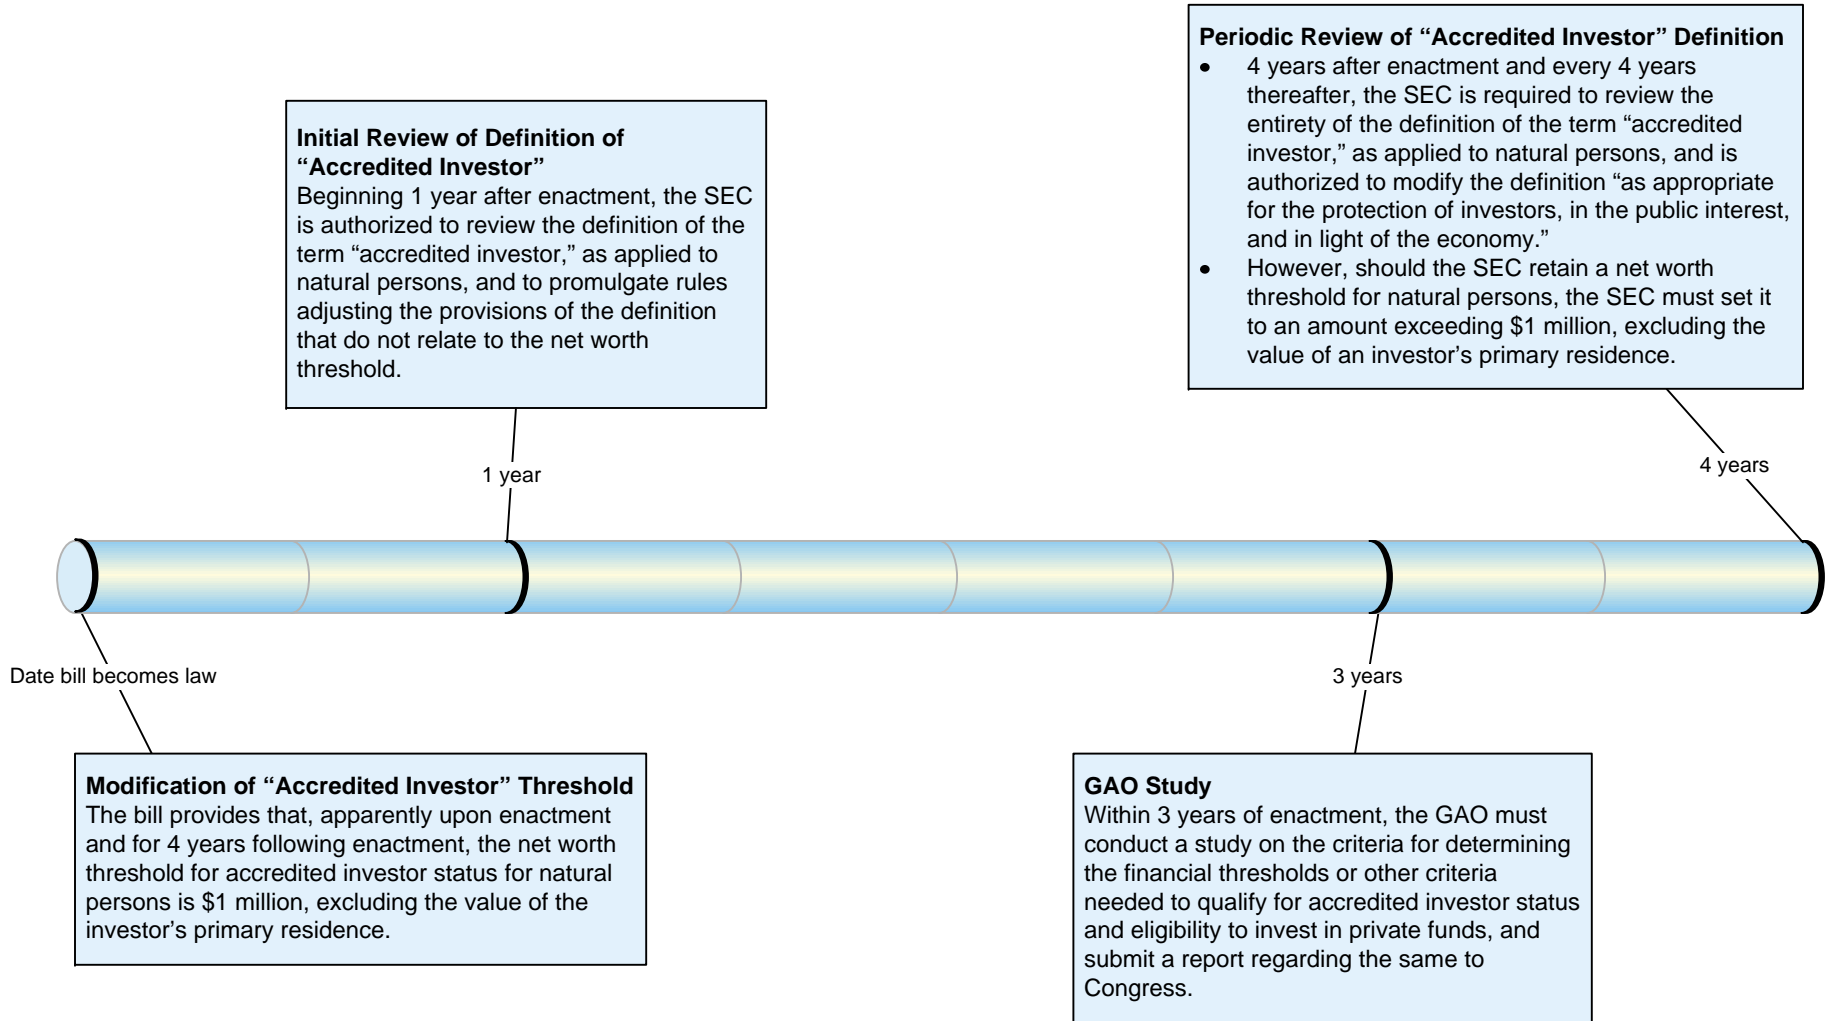 Periodic Review of “Accredited Investor” Definition
• 4 years after enactment and every 4 years
thereafter, the SEC is required to review the
entirety of the definition of the term “accredited
investor,” as applied to natural persons, and is
authorized to modify the definition “as appropriate
for the protection of investors, in the public interest,
and in light of the economy.”
• However, should the SEC retain a net worth
threshold for natural persons, the SEC must set it
to an amount exceeding $1 million, excluding the
value of an investor’s primary residence.
Initial Review of Definition of
“Accredited Investor”
Beginning 1 year after enactment, the SEC
is authorized to review the definition of the
term “accredited investor,” as applied to
natural persons, and to promulgate rules
adjusting the provisions of the definition
that do not relate to the net worth
threshold.
1 year
4 years
Date bill becomes law
3 years
Modification of “Accredited Investor” Threshold
The bill provides that, apparently upon enactment
and for 4 years following enactment, the net worth
threshold for accredited investor status for natural
persons is $1 million, excluding the value of the
investor’s primary residence.
GAO Study
Within 3 years of enactment, the GAO must
conduct a study on the criteria for determining
the financial thresholds or other criteria
needed to qualify for accredited investor status
and eligibility to invest in private funds, and
submit a report regarding the same to
Congress.